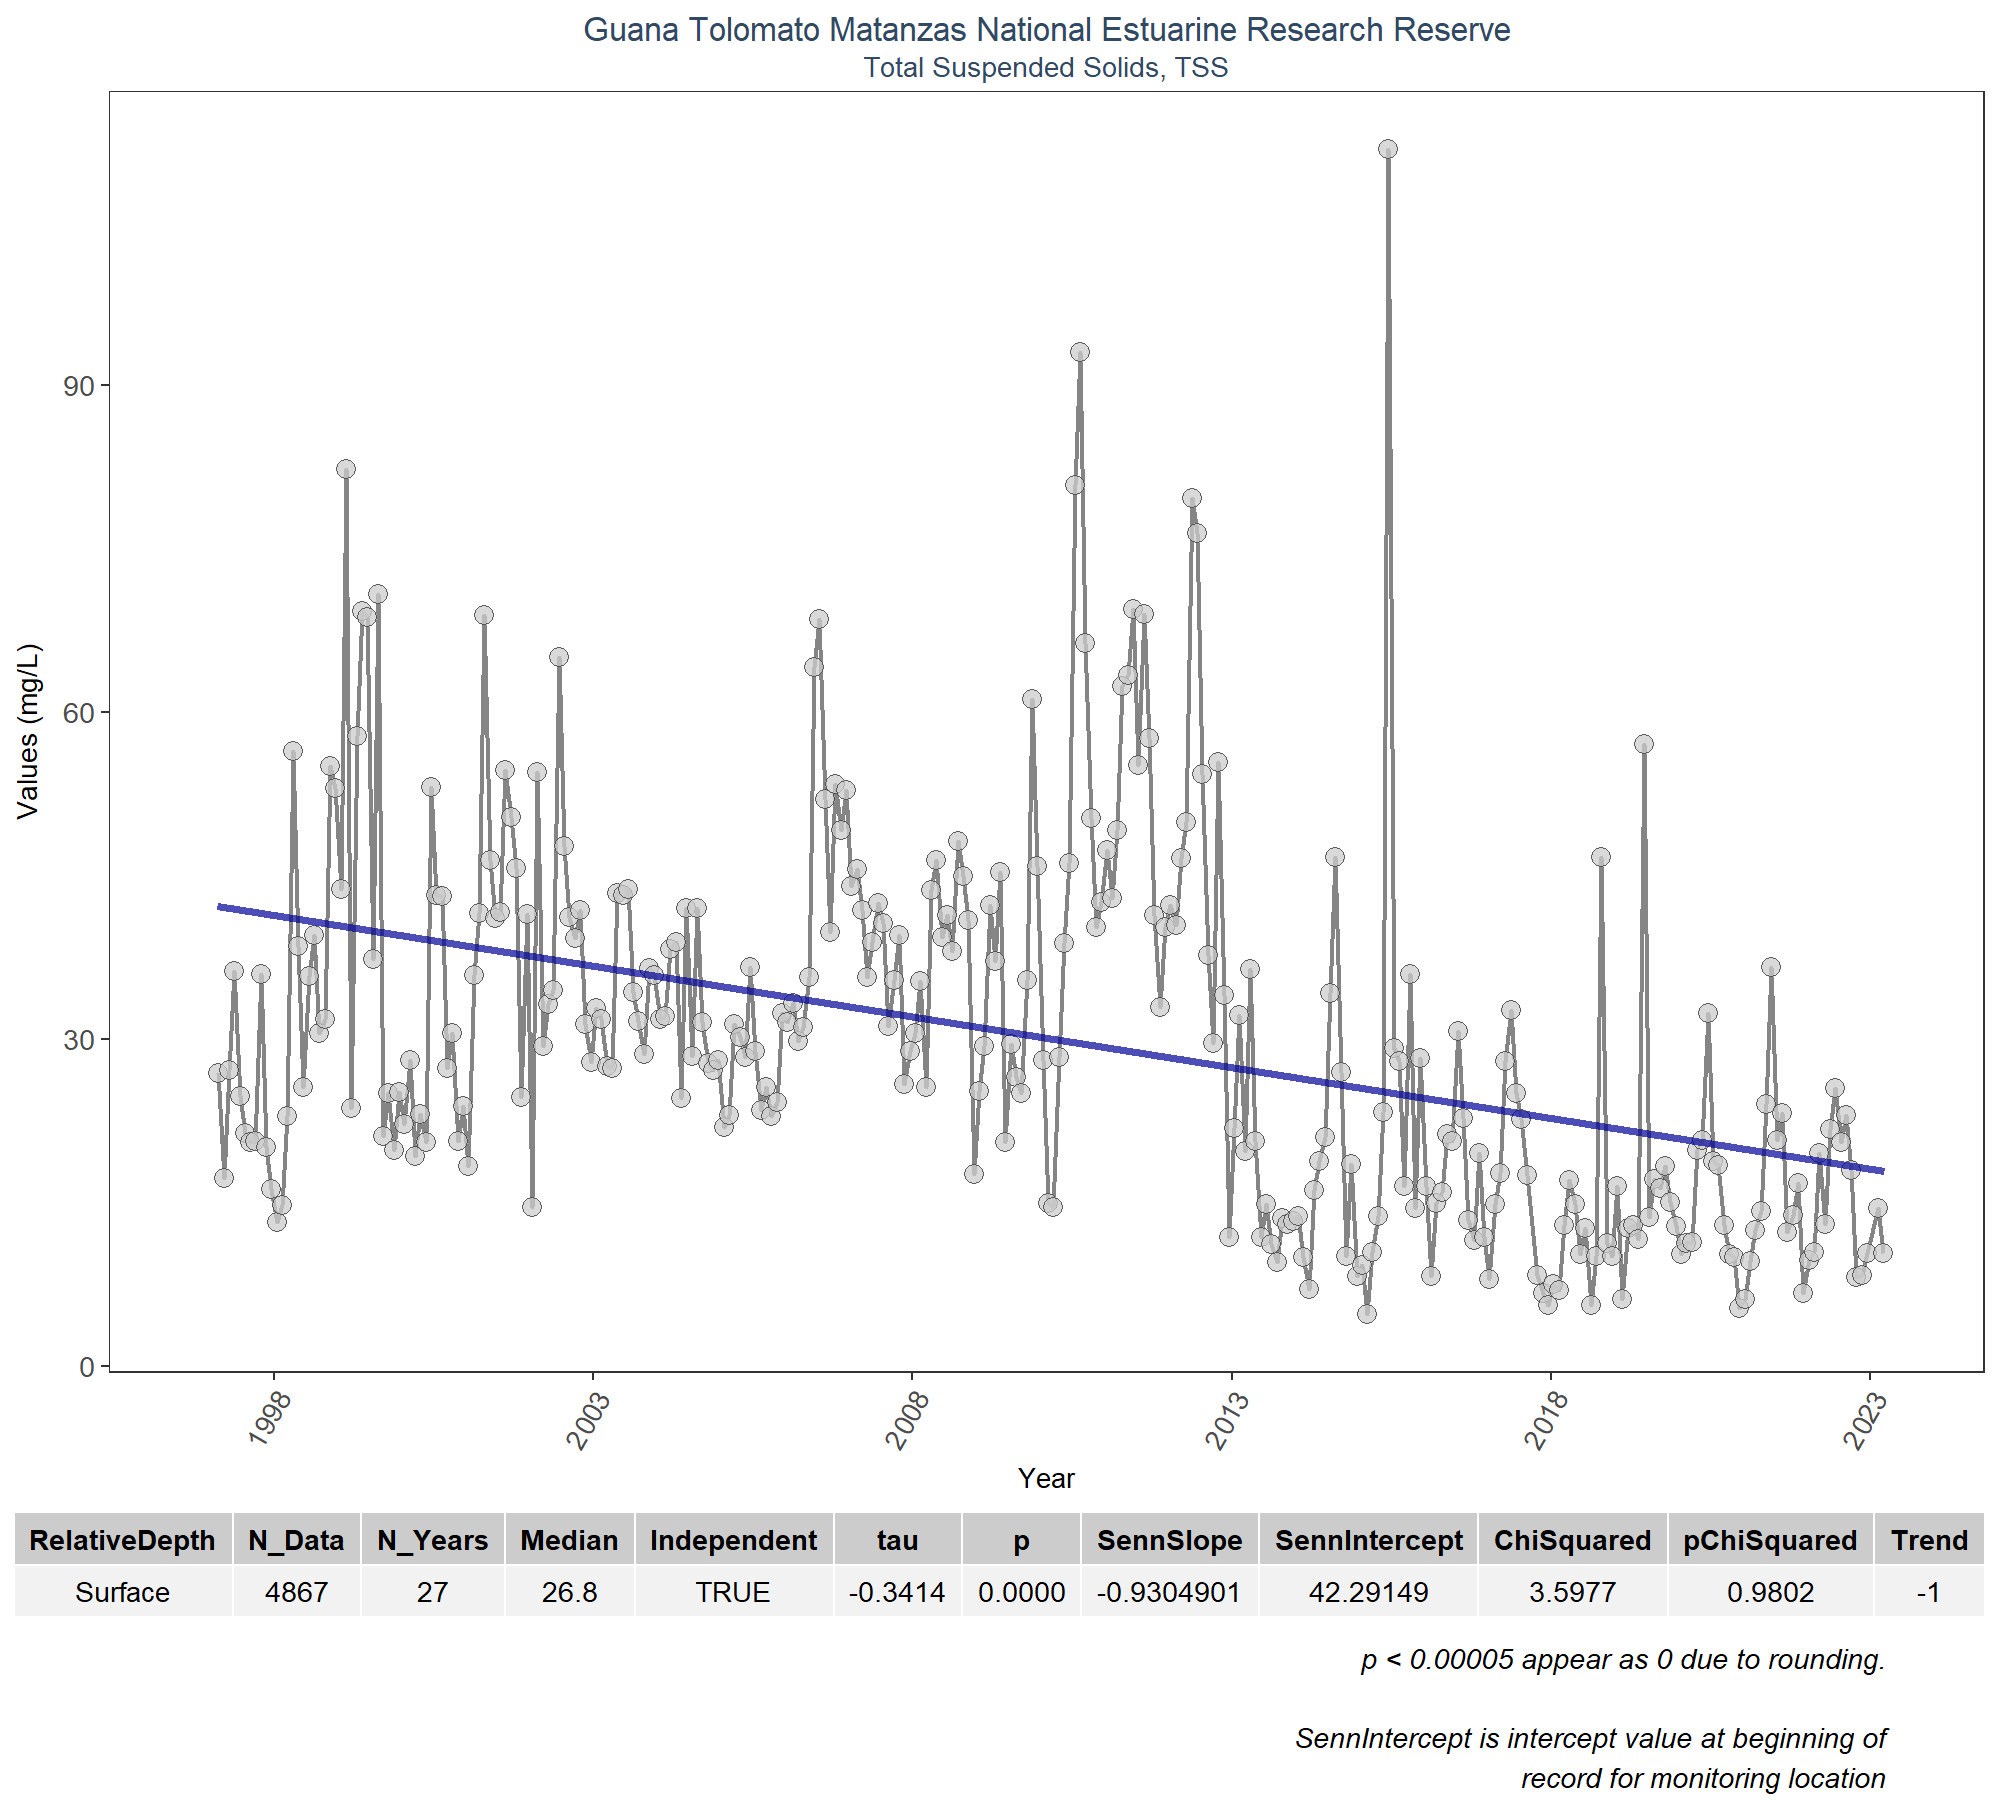 Guana Tolomato Matanzas National Estuarine Research Reserve
Total Suspended Solids, TSS
Values (mg/L)
90
60
30
0
1998 2003 2008 2013 2018 2023
Year
RelativeDepth N_Data N_Years Median Independent tau p SennSlope SennIntercept ChiSquared pChiSquared Trend
Surface 4867 27 26.8 TRUE -0.3414 0.0000 -0.9304901 42.29149 3.5977 0.9802 -1
p < 0.00005 appear as 0 due to rounding.
SennIntercept is intercept value at beginning of
record for monitoring location